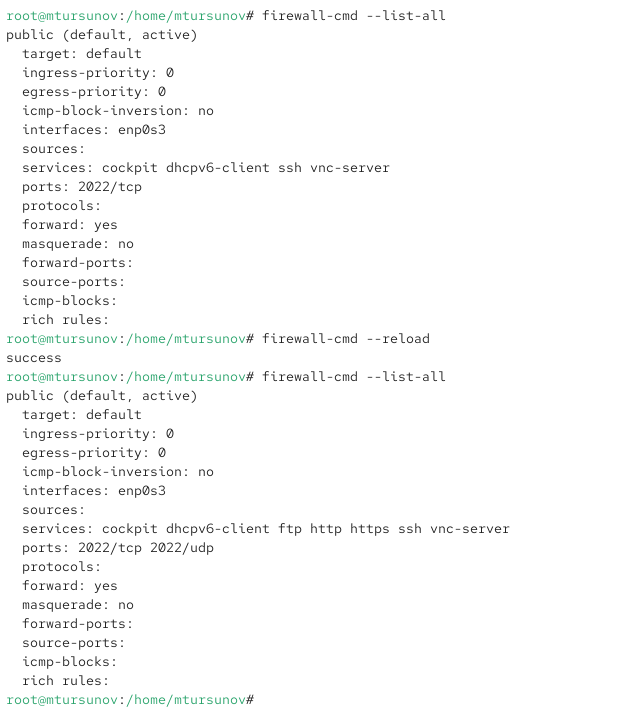 root@mtursunov:/home/mtursunov# firewall-cmd --list-all
public (default, active)
  target: default
  ingress-priority: 0
  egress-priority: 0
  icmp-block-inversion: no
  interfaces: enp0s3
  sources:
  services: cockpit dhcpv6-client ssh vnc-server
  ports: 2022/tcp
  protocols:
  forward: yes
  masquerade: no
  forward-ports:
  source-ports:
  icmp-blocks:
  rich rules:
root@mtursunov:/home/mtursunov# firewall-cmd --reload
success
root@mtursunov:/home/mtursunov# firewall-cmd --list-all
public (default, active)
  target: default
  ingress-priority: 0
  egress-priority: 0
  icmp-block-inversion: no
  interfaces: enp0s3
  sources:
  services: cockpit dhcpv6-client ftp http https ssh vnc-server
  ports: 2022/tcp 2022/udp
  protocols:
  forward: yes
  masquerade: no
  forward-ports:
  source-ports:
  icmp-blocks:
  rich rules:
root@mtursunov:/home/mtursunov#